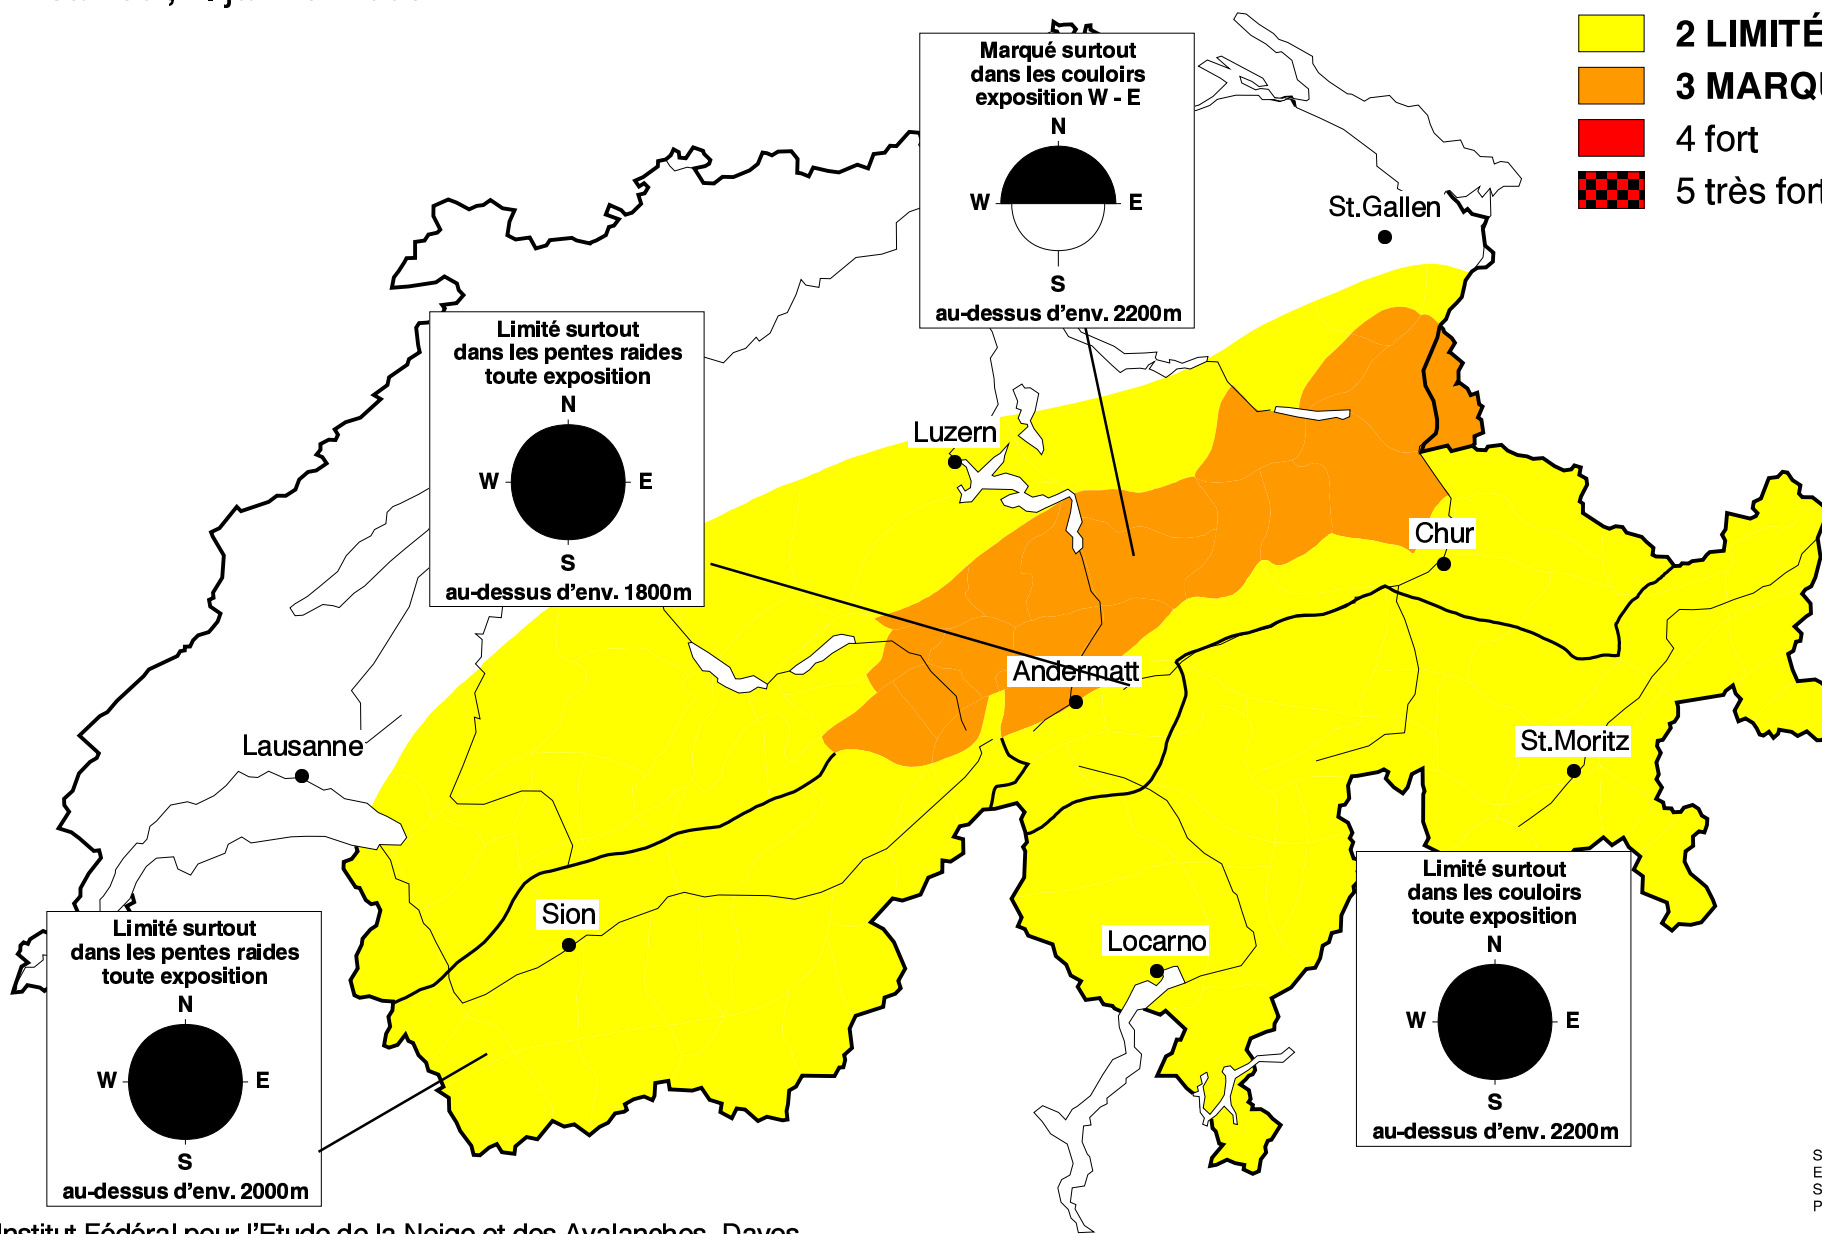 2 LIMITÉ
3 MARQU
4 fort
5 très fort
Marqué surtout
dans les couloirs
exposition W - E
N
W
E
S
au-dessus d'env. 2200m
St.Gallen
Limité surtout
dans les pentes raides
toute exposition
N
W
E
S
au-dessus d'env. 1800m
Luzern
Chur
Andermatt
Lausanne
St.Moritz
Sion
Locarno
Limité surtout
dans les couloirs
toute exposition
N
W
E
S
au-dessus d'env. 2200m
Limité surtout
dans les pentes raides
toute exposition
N
W
E
S
au-dessus d'env. 2000m
S
E
S
P
Institut Fédéral pour l'Etude de la Neige et des Avalanches, Davos